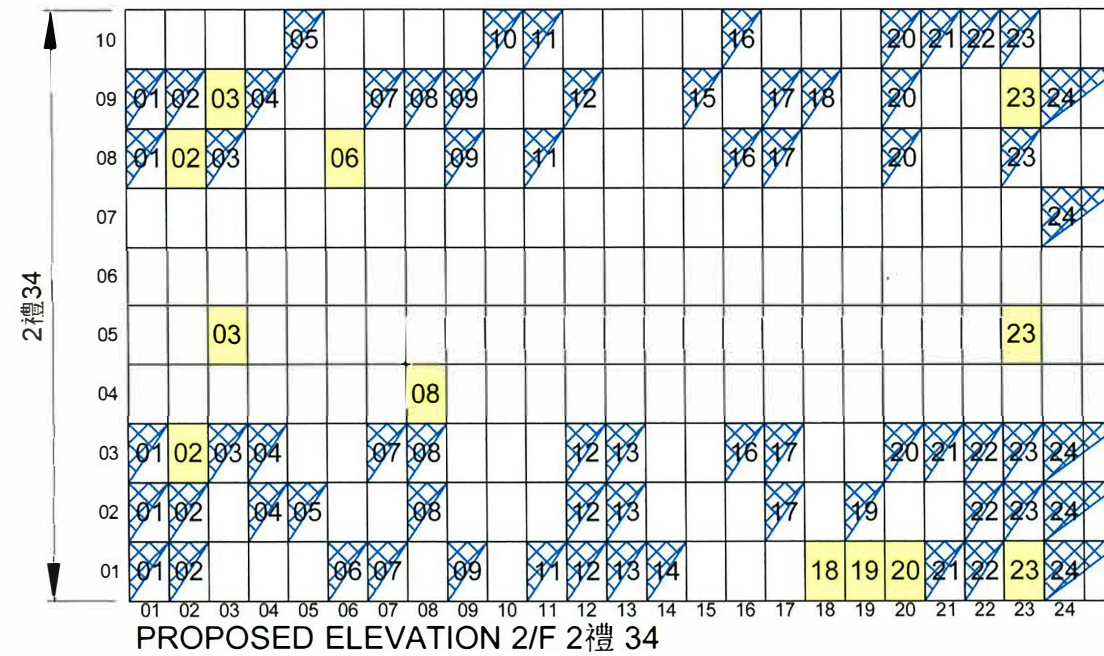 10 05 10 11 16 20 21 22 23
09 01 02 03 04 07 08 09 12 15 17 18 20 23 24
08 01 02 03 06 09 11 16 17 20 23
07 24
06
2禮34
05 03 23
04 08
03 01 02 03 04 07 08 12 13 16 17 20 21 22 23 24
02 01 02 04 05 08 12 13 17 19 22 23 24
01 01 02 06 07 09 11 12 13 14 18 19 20 21 22 23 24
01 02 03 04 05 06 07 08 09 10 11 12 13 14 15 16 17 18 19 20 21 22 23 24
PROPOSED ELEVATION 2/F 2禮 34